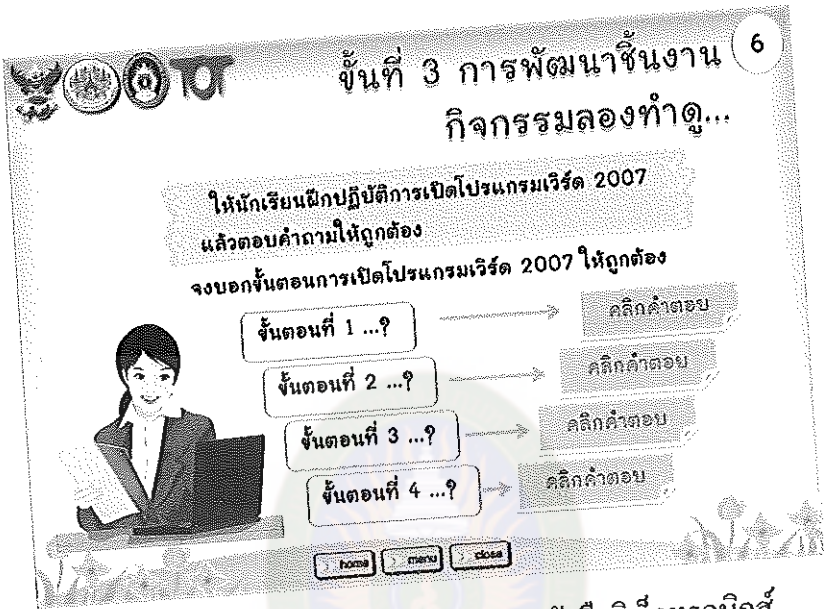 TOT
ขั้นที่ 3 การพัฒนาชิ้นงาน
6
กิจกรรมลองทำดู...
ให้นักเรียนฝึกปฏิบัติการเปิดโปรแกรมเวิร์ด 2007
แล้วตอบคำถามให้ถูกต้อง
จงบอกขั้นตอนการเปิดโปรแกรมเวิร์ด 2007 ให้ถูกต้อง
ขั้นตอนที่ 1 ...?
คลิกคำตอบ
ขั้นตอนที่ 2 ...?
คลิกคำตอบ
ขั้นตอนที่ 3 ...?
คลิกคำตอบ
ขั้นตอนที่ 4 ...?
คลิกคำตอบ
home menu close